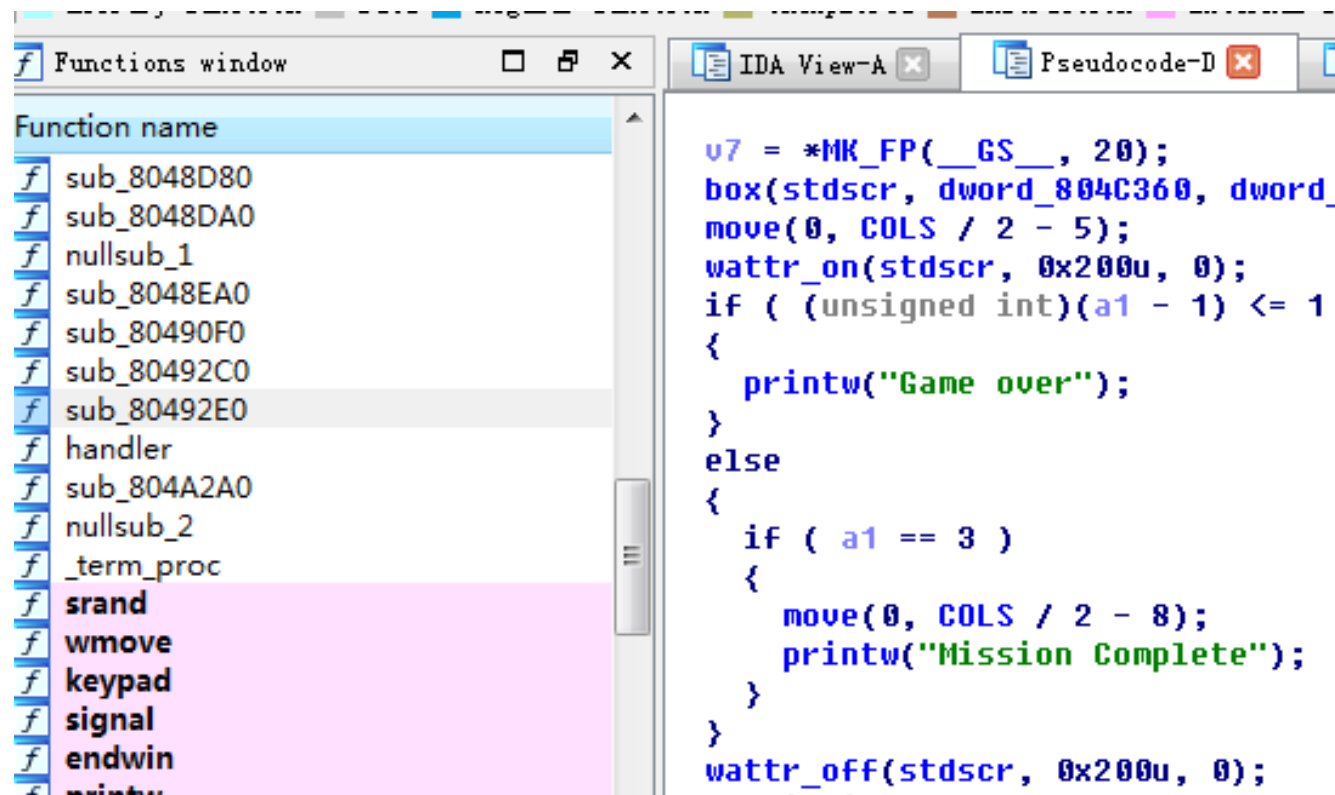 Functions window
IDA View-A
Pseudocode-D
Function name
sub_8048D80
sub_8048DA0
nullsub_1
sub_8048EA0
sub_80490F0
sub_80492C0
sub_80492E0
handler
sub_804A2A0
nullsub_2
_term_proc
srand
wmove
keypad
signal
endwin
printw
v7 = *MK_FP(__GS__, 20);
box(stdscr, dword_804C360, dword_
move(0, COLS / 2 - 5);
wattr_on(stdscr, 0x200u, 0);
if ( (unsigned int)(a1 - 1) <= 1
{
printw("Game over");
}
else
{
if ( a1 == 3 )
{
move(0, COLS / 2 - 8);
printw("Mission Complete");
}
}
wattr_off(stdscr, 0x200u, 0);